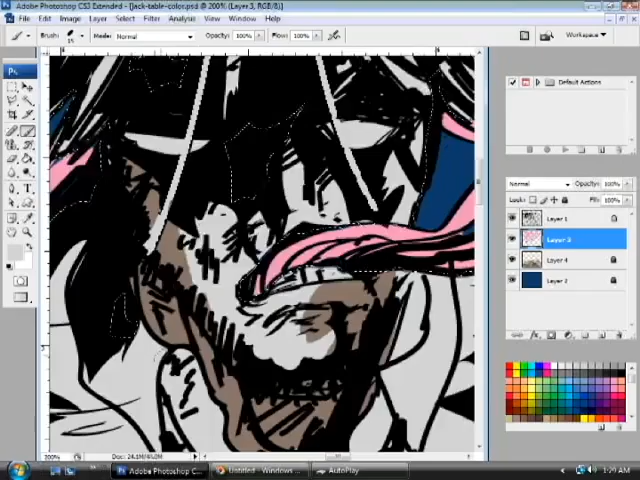 Adobe Photoshop CS3 Extended - [jack-table-color.psd @ 200% (Layer 3, RGB/8)]
File Edit Image Layer Select Filter Analysis View Window Help
Brush: Mode: Normal Opacity: 100% Flow: 100% Workspace
Ps
Default Actions
Normal Opacity: 100%
Lock: Fill: 100%
Layer 1
Layer 3
Layer 4
Layer 2
200% Doc: 24.1M/
Adobe Photoshop C... Untitled - Windows ... AutoPlay 1:29 AM